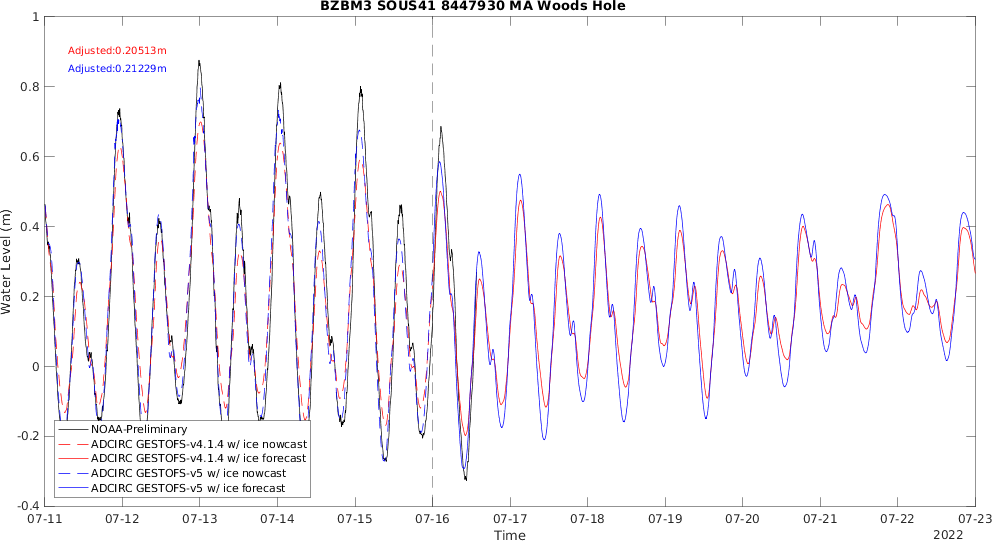 BZBM3 SOUS41 8447930 MA Woods Hole
Adjusted:0.20513m
Adjusted:0.21229m
Water Level (m)
1
0.8
0.6
0.4
0.2
0
-0.2
-0.4
NOAA-Preliminary
ADCIRC GESTOFS-v4.1.4 w/ ice nowcast
ADCIRC GESTOFS-v4.1.4 w/ ice forecast
ADCIRC GESTOFS-v5 w/ ice nowcast
ADCIRC GESTOFS-v5 w/ ice forecast
07-11 07-12 07-13 07-14 07-15 07-16 07-17 07-18 07-19 07-20 07-21 07-22 07-23
Time
2022